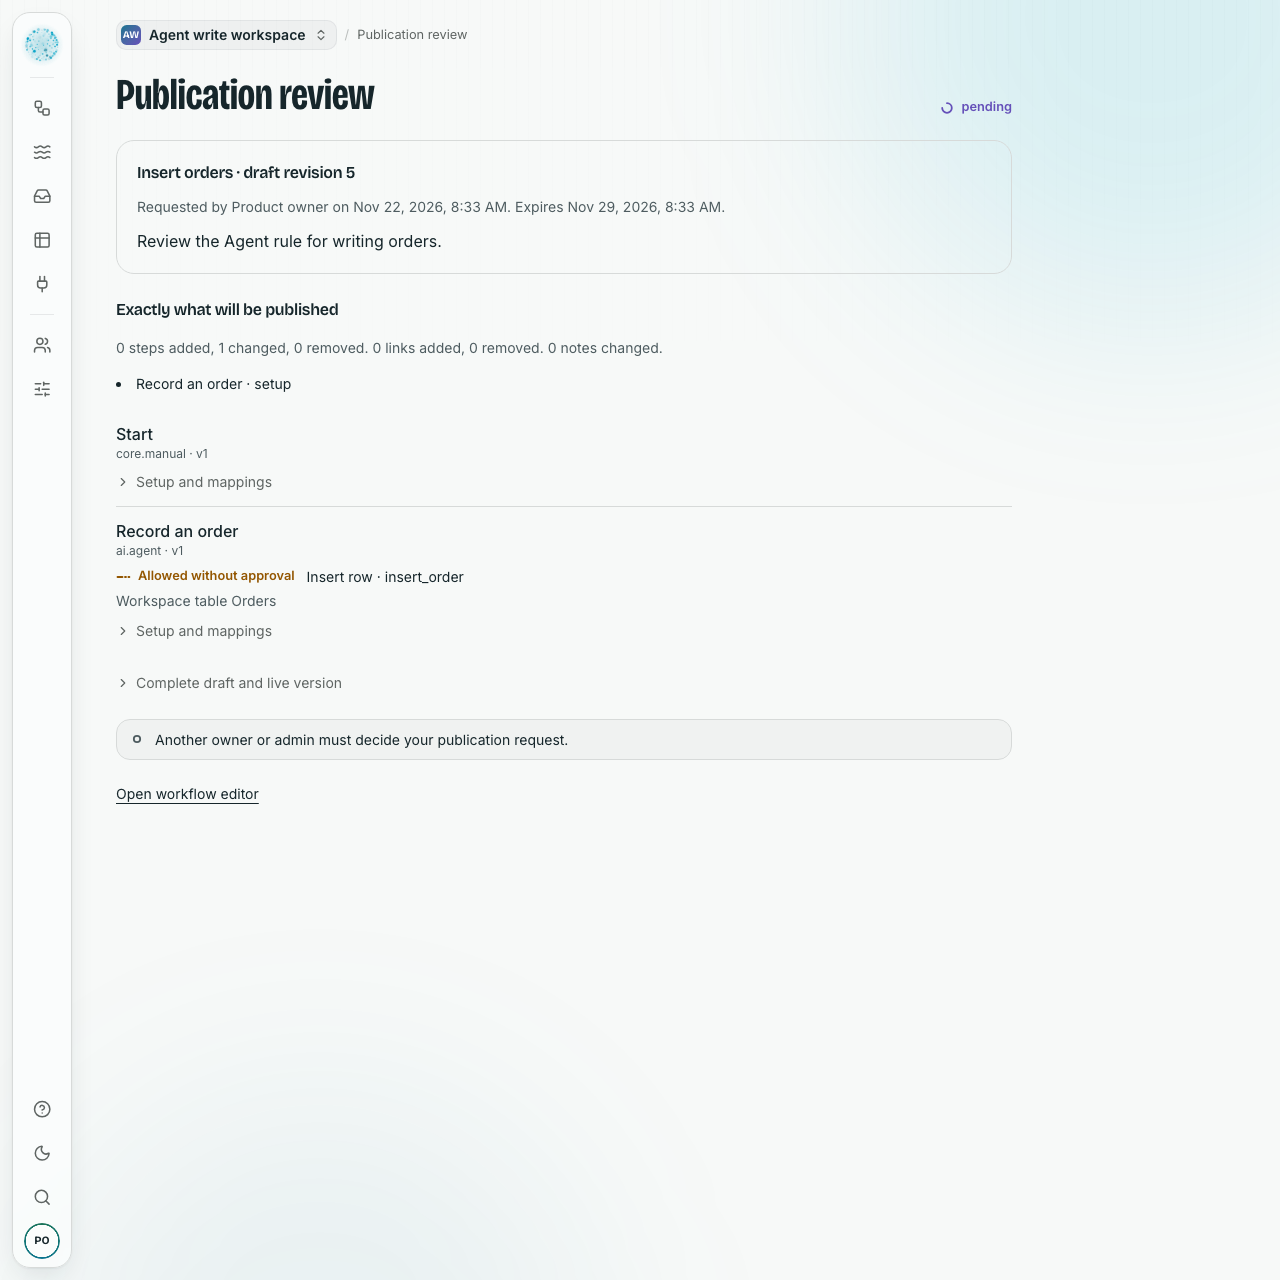 AW Agent write workspace / Publication review
Publication review
pending
Insert orders · draft revision 5
Requested by Product owner on Nov 22, 2026, 8:33 AM. Expires Nov 29, 2026, 8:33 AM.
Review the Agent rule for writing orders.
Exactly what will be published
0 steps added, 1 changed, 0 removed. 0 links added, 0 removed. 0 notes changed.
• Record an order · setup
Start
core.manual · v1
Setup and mappings
Record an order
ai.agent · v1
Allowed without approval Insert row · insert_order
Workspace table Orders
Setup and mappings
Complete draft and live version
Another owner or admin must decide your publication request.
Open workflow editor
PO